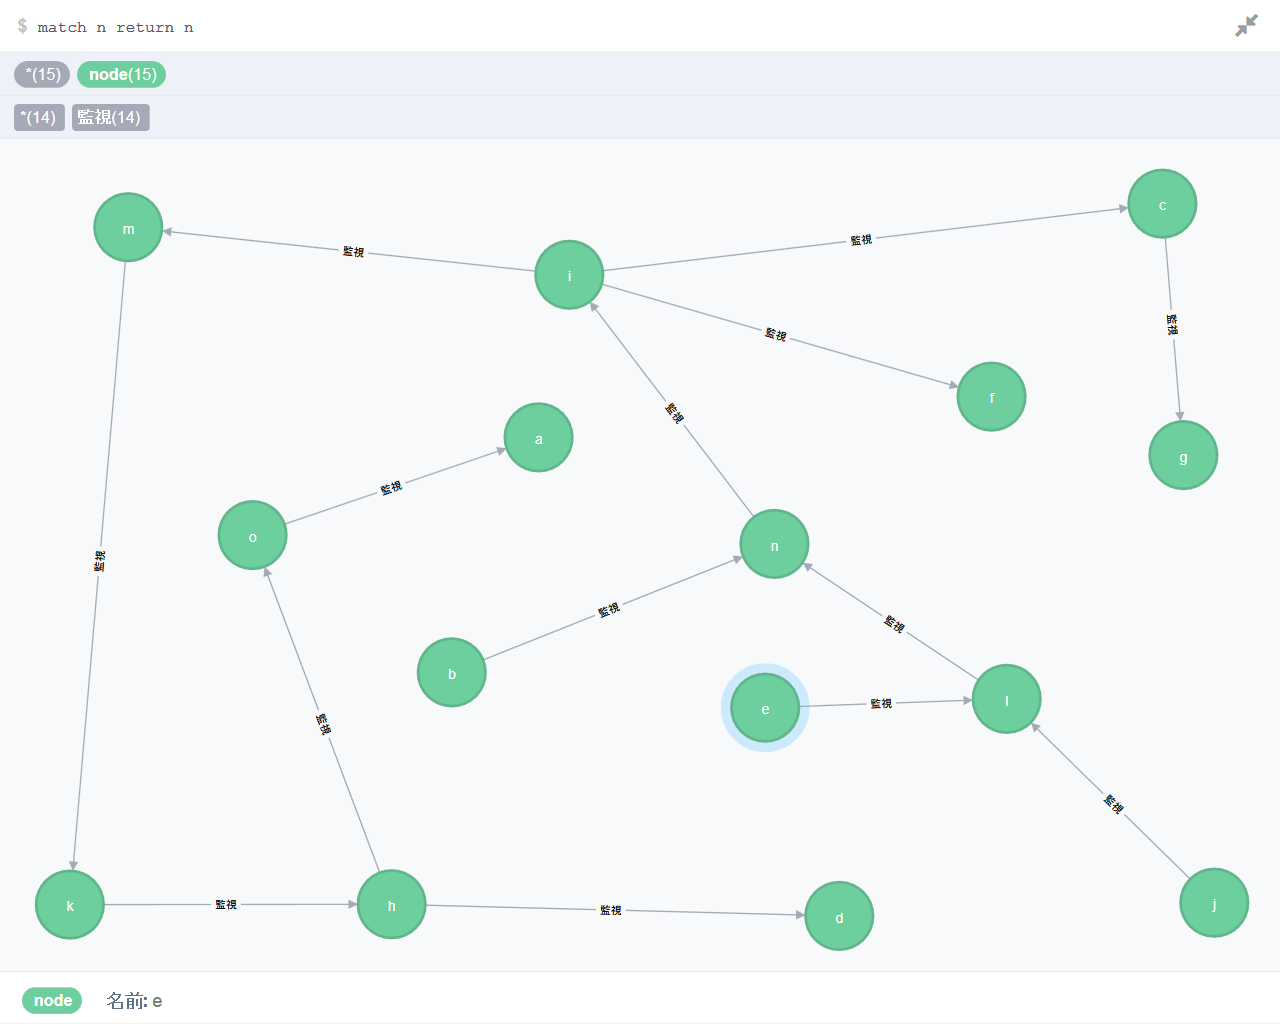 $ match n return n
*(15) node(15)
*(14) 監視(14)
c
m
監視
監視
i
監視
監視
f
監視
a
g
監視
o
n
監視
監視
監視
b
l
e
監視
監視
監視
k
監視
h
監視
d
j
node 名前: e